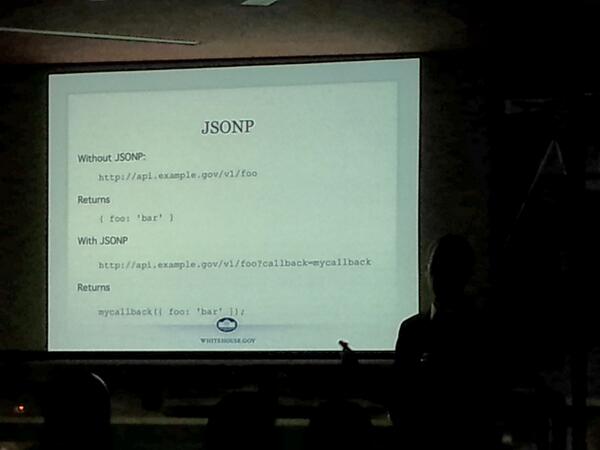 JSONP
Without JSONP:
http://api.example.gov/v1/foo
Returns
{ foo: 'bar' }
With JSONP
http://api.example.gov/v1/foo?callback=mycallback
Returns
mycallback({ foo: 'bar' });
WHITEHOUSE.GOV